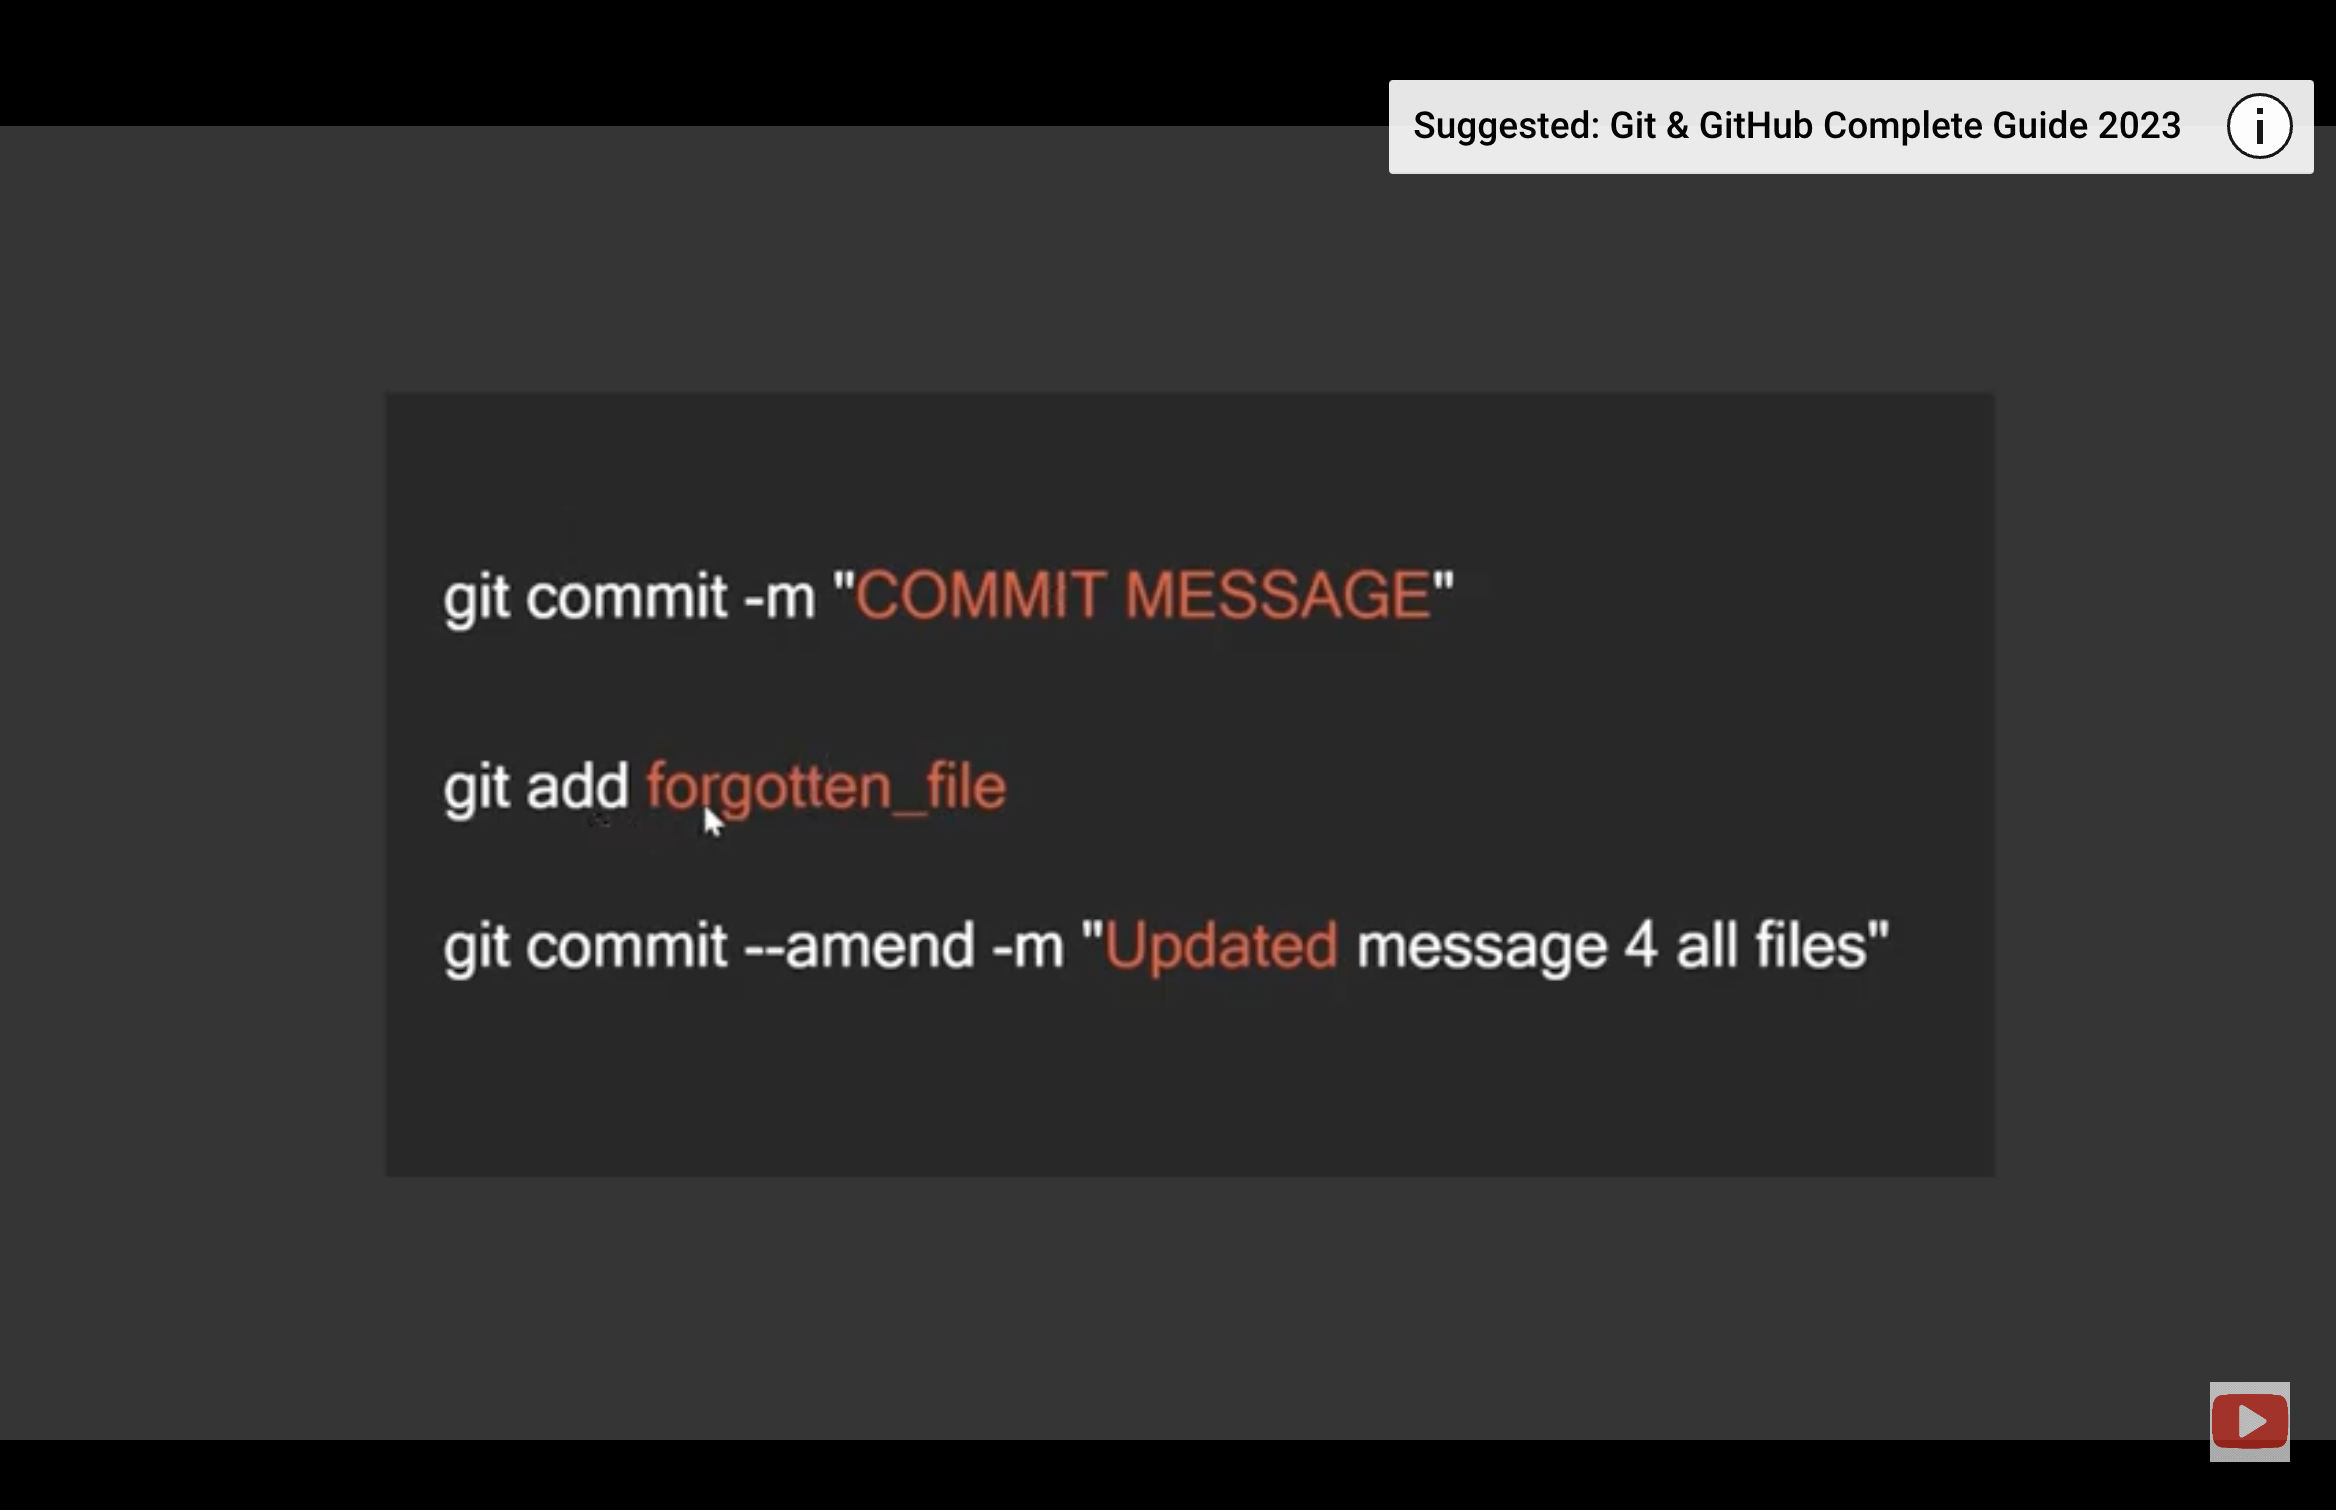 Suggested: Git & GitHub Complete Guide 2023
git commit -m "COMMIT MESSAGE"
git add forgotten_file
git commit --amend -m "Updated message 4 all files"